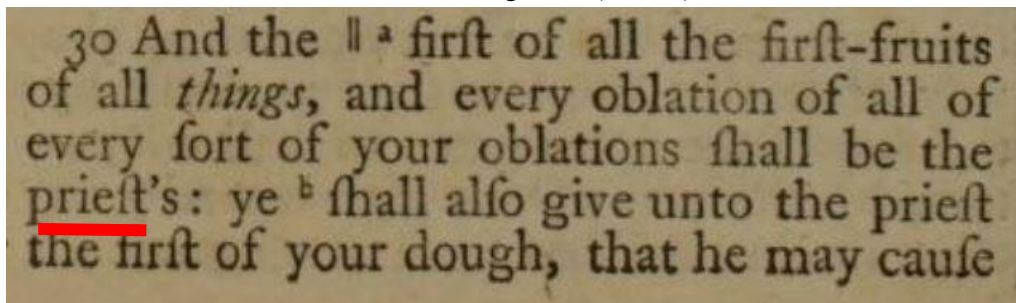 30 And the ‖ ᵃ firſt of all the firſt-fruits
of all things, and every oblation of all of
every ſort of your oblations ſhall be the
prieſt's: ye ᵇ ſhall alſo give unto the prieſt
the firſt of your dough, that he may cauſe